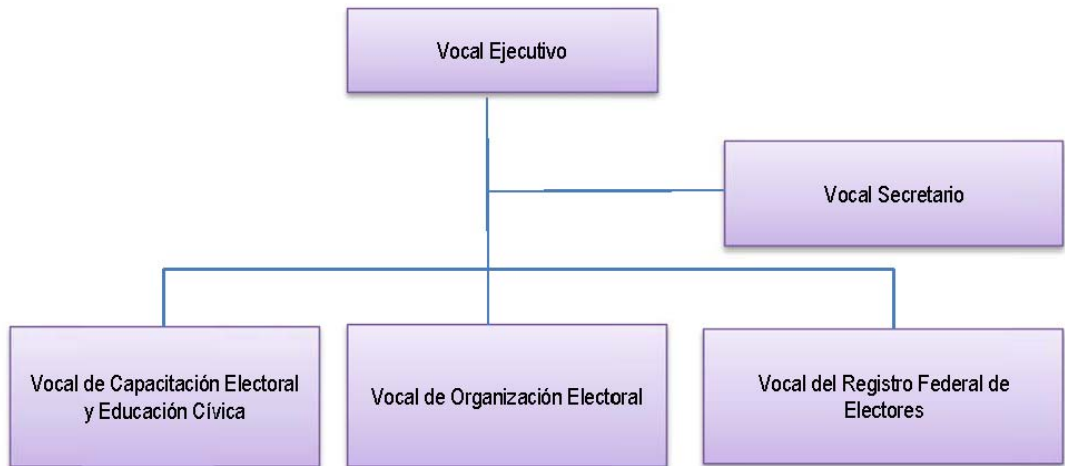 Vocal Ejecutivo
Vocal Secretario
Vocal de Capacitación Electoral
y Educación Cívica
Vocal de Organización Electoral
Vocal del Registro Federal de
Electores